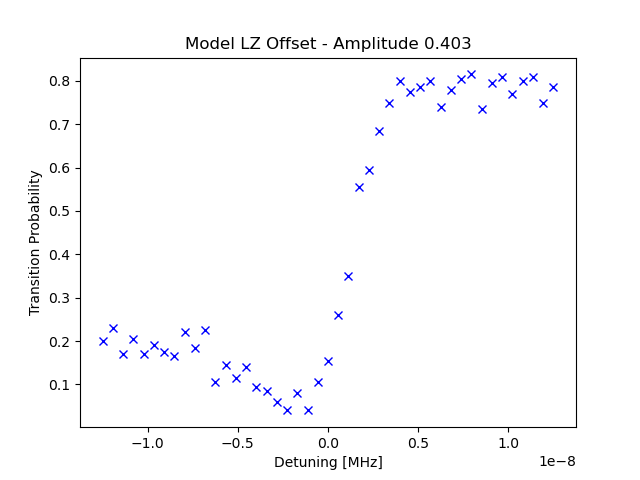 Model LZ Offset - Amplitude 0.403
Transition Probability
0.8
0.7
0.6
0.5
0.4
0.3
0.2
0.1
−1.0 −0.5 0.0 0.5 1.0
1e−8
Detuning [MHz]